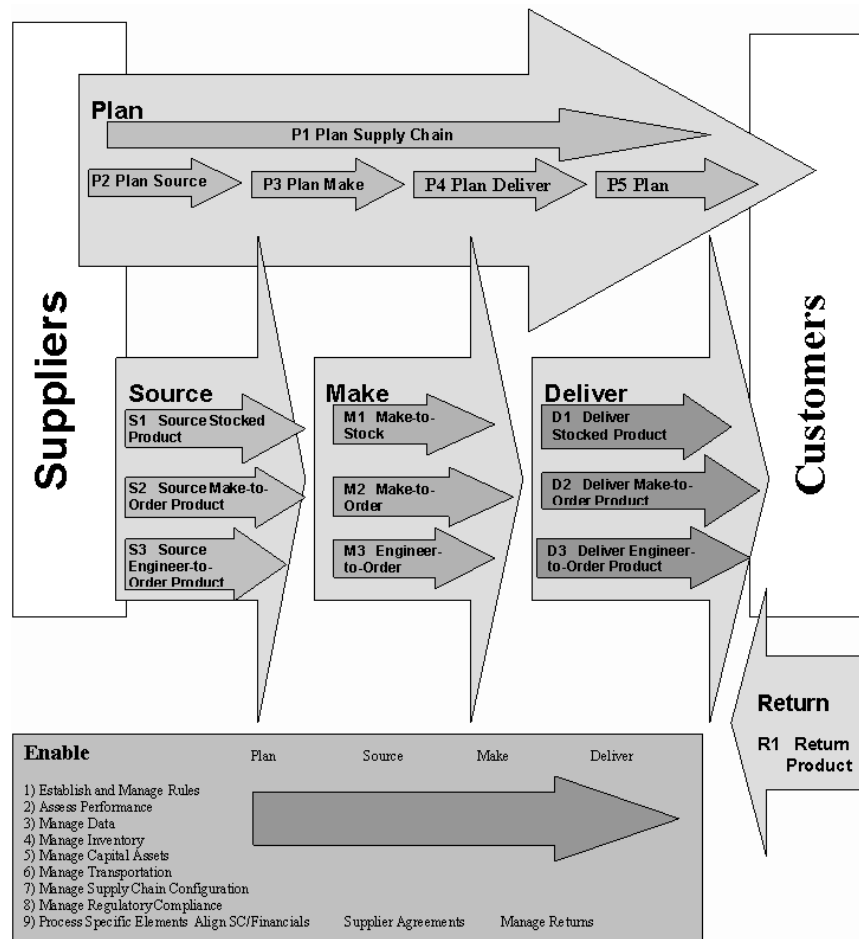 Plan
P1 Plan Supply Chain
P2 Plan Source
P3 Plan Make
P4 Plan Deliver
P5 Plan
Suppliers
Customers
Source
S1 Source Stocked
Product
S2 Source Make-to-
Order Product
S3 Source
Engineer-to-
Order Product
Make
M1 Make-to-
Stock
M2 Make-to-
Order
M3 Engineer-
to-Order
Deliver
D1 Deliver
Stocked Product
D2 Deliver Make-to-
Order Product
D3 Deliver Engineer-
to-Order Product
Return
R1 Return
Product
Enable
Plan Source Make Deliver
1) Establish and Manage Rules
2) Assess Performance
3) Manage Data
4) Manage Inventory
5) Manage Capital Assets
6) Manage Transportation
7) Manage Supply Chain Configuration
8) Manage Regulatory Compliance
9) Process Specific Elements Align SC/Financials Supplier Agreements Manage Returns